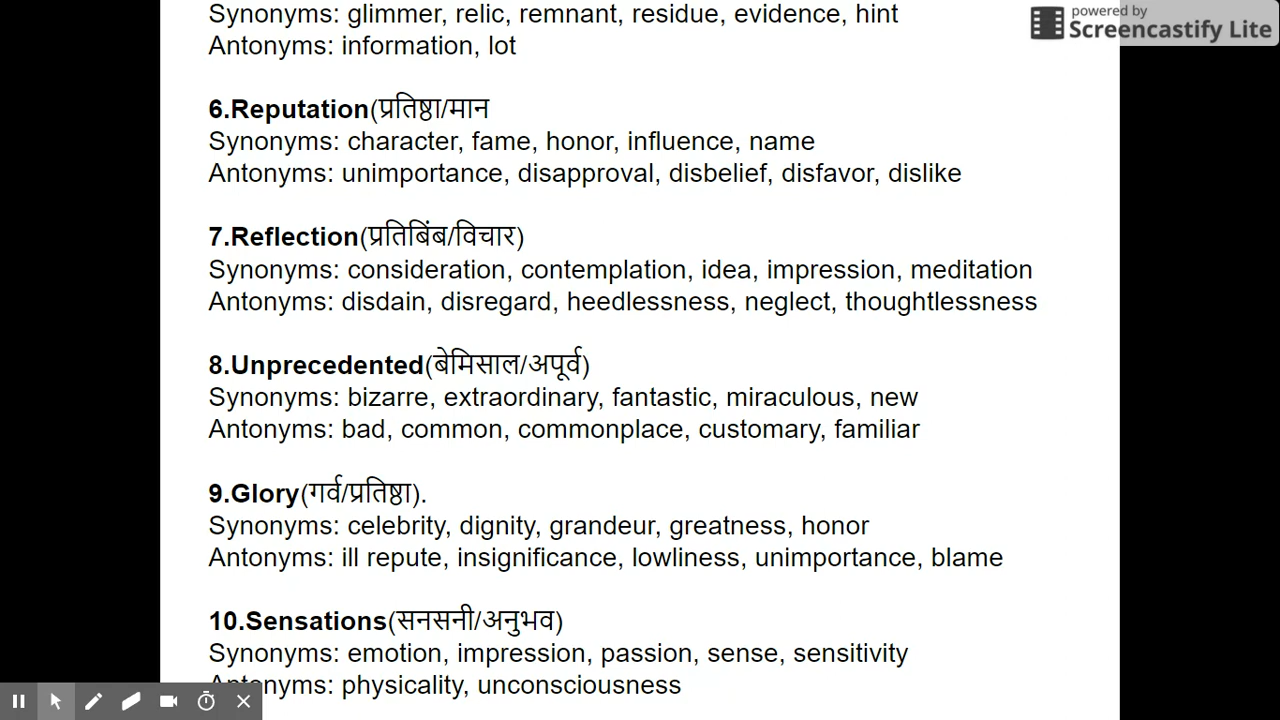 Synonyms: glimmer, relic, remnant, residue, evidence, hint
Antonyms: information, lot
powered by
Screencastify Lite
6.Reputation(प्रतिष्ठा/मान
Synonyms: character, fame, honor, influence, name
Antonyms: unimportance, disapproval, disbelief, disfavor, dislike
7.Reflection(प्रतिबिंब/विचार)
Synonyms: consideration, contemplation, idea, impression, meditation
Antonyms: disdain, disregard, heedlessness, neglect, thoughtlessness
8.Unprecedented(बेमिसाल/अपूर्व)
Synonyms: bizarre, extraordinary, fantastic, miraculous, new
Antonyms: bad, common, commonplace, customary, familiar
9.Glory(गर्व/प्रतिष्ठा).
Synonyms: celebrity, dignity, grandeur, greatness, honor
Antonyms: ill repute, insignificance, lowliness, unimportance, blame
10.Sensations(सनसनी/अनुभव)
Synonyms: emotion, impression, passion, sense, sensitivity
Antonyms: physicality, unconsciousness